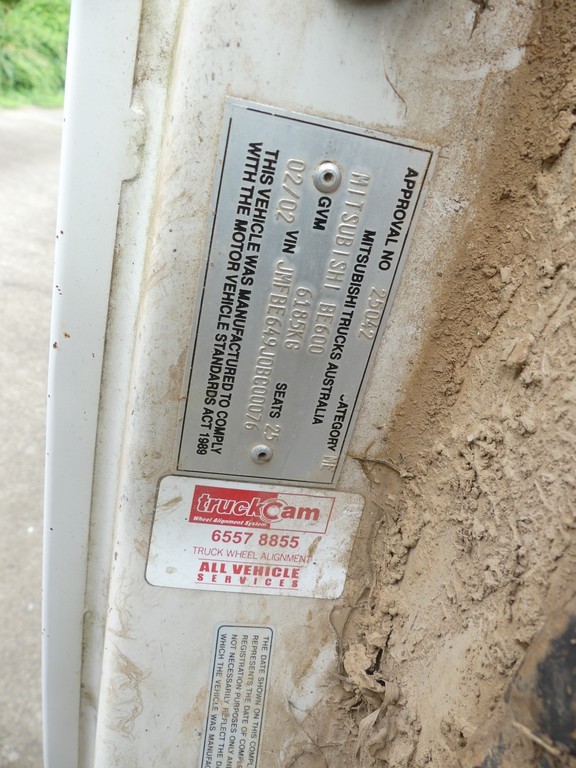 APPROVAL NO 25042 CATEGORY
MITSUBISHI TRUCKS AUSTRALIA
MITSUBISHI BE600
GVM 6185KG SEATS 25
02/02 VIN JMFBE649J0BC00076
THIS VEHICLE WAS MANUFACTURED TO COMPLY
WITH THE MOTOR VEHICLE STANDARDS ACT 1989
truckcam
Wheel Alignment System
6557 8855
TRUCK WHEEL ALIGNMENT
ALL VEHICLE
SERVICES
THE DATE SHOWN ON THIS
REPRESENTS THE DATE OF
REGISTRATION PURPOSES ONLY
NOT NECESSARILY REFLECT THE
WHICH THE VEHICLE WAS